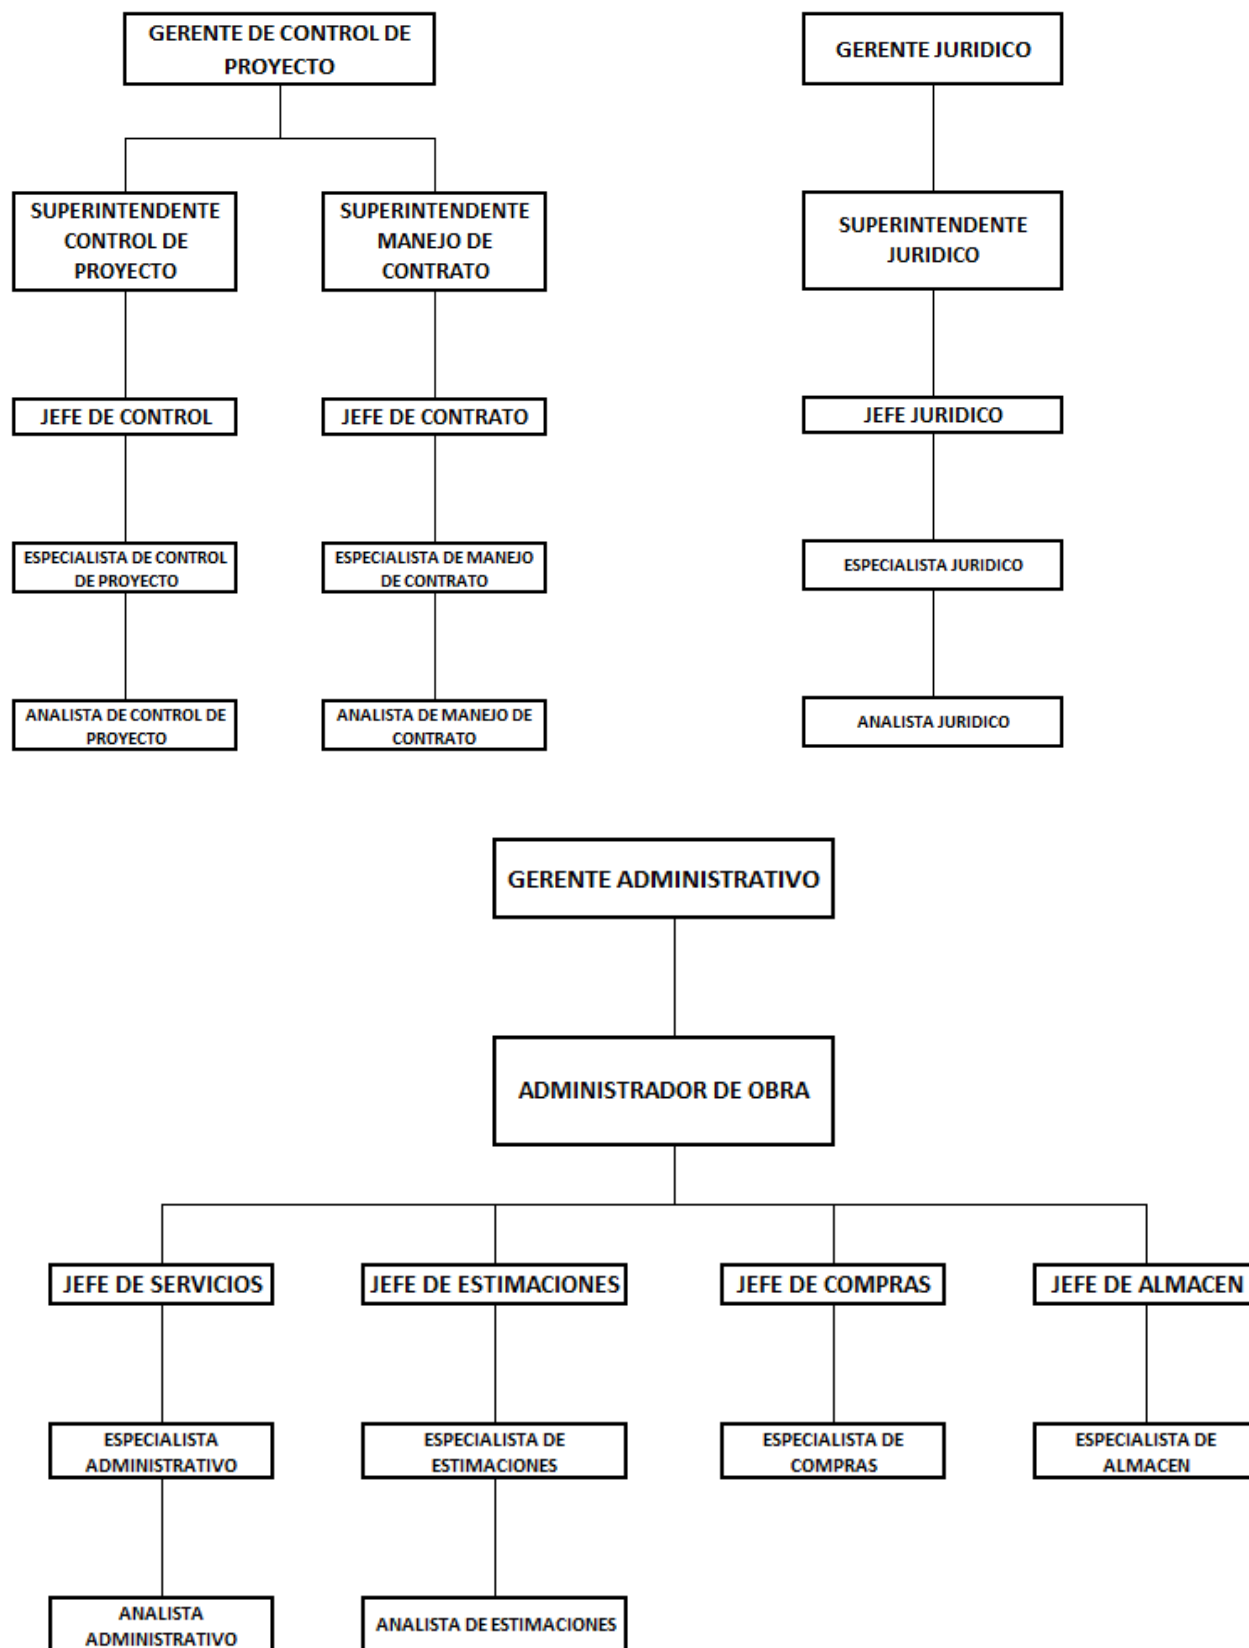 GERENTE DE CONTROL DE
PROYECTO
GERENTE JURIDICO
SUPERINTENDENTE
CONTROL DE
PROYECTO
SUPERINTENDENTE
MANEJO DE
CONTRATO
SUPERINTENDENTE
JURIDICO
JEFE DE CONTROL
JEFE DE CONTRATO
JEFE JURIDICO
ESPECIALISTA DE CONTROL
DE PROYECTO
ESPECIALISTA DE MANEJO
DE CONTRATO
ESPECIALISTA JURIDICO
ANALISTA DE CONTROL DE
PROYECTO
ANALISTA DE MANEJO DE
CONTRATO
ANALISTA JURIDICO
GERENTE ADMINISTRATIVO
ADMINISTRADOR DE OBRA
JEFE DE SERVICIOS
JEFE DE ESTIMACIONES
JEFE DE COMPRAS
JEFE DE ALMACEN
ESPECIALISTA
ADMINISTRATIVO
ESPECIALISTA DE
ESTIMACIONES
ESPECIALISTA DE
COMPRAS
ESPECIALISTA DE
ALMACEN
ANALISTA
ADMINISTRATIVO
ANALISTA DE ESTIMACIONES